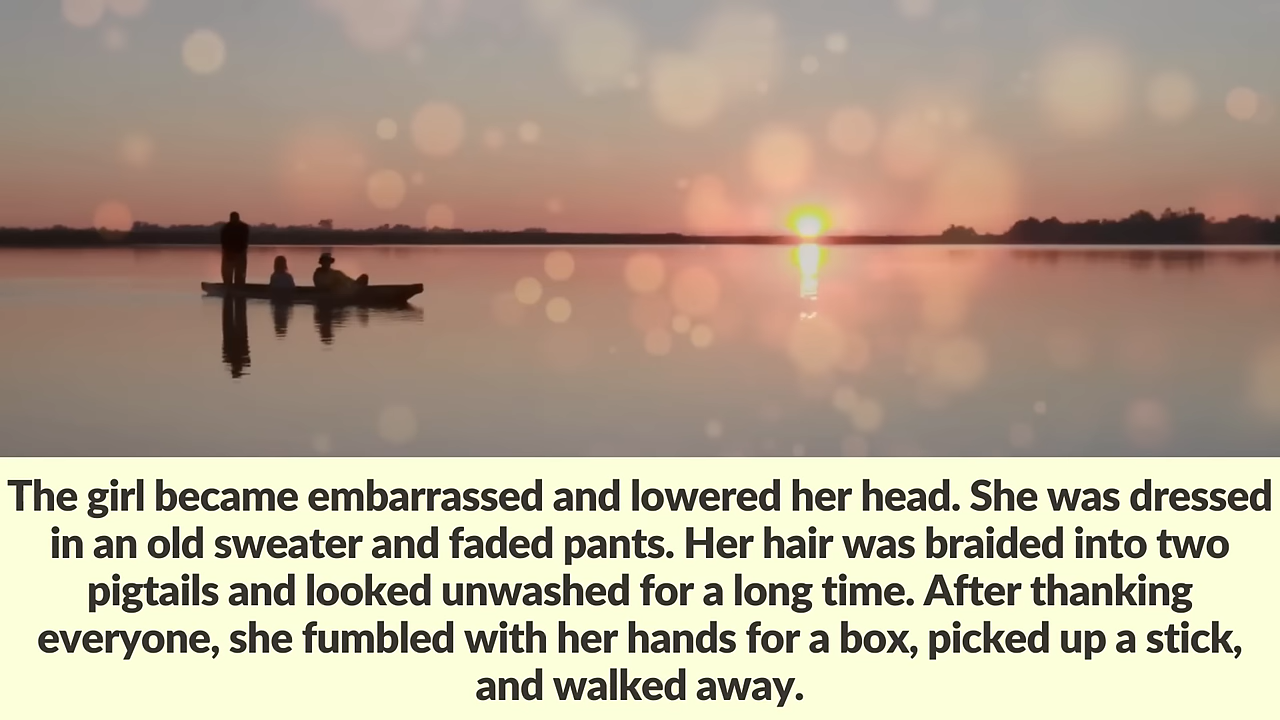 The girl became embarrassed and lowered her head. She was dressed
in an old sweater and faded pants. Her hair was braided into two
pigtails and looked unwashed for a long time. After thanking
everyone, she fumbled with her hands for a box, picked up a stick,
and walked away.